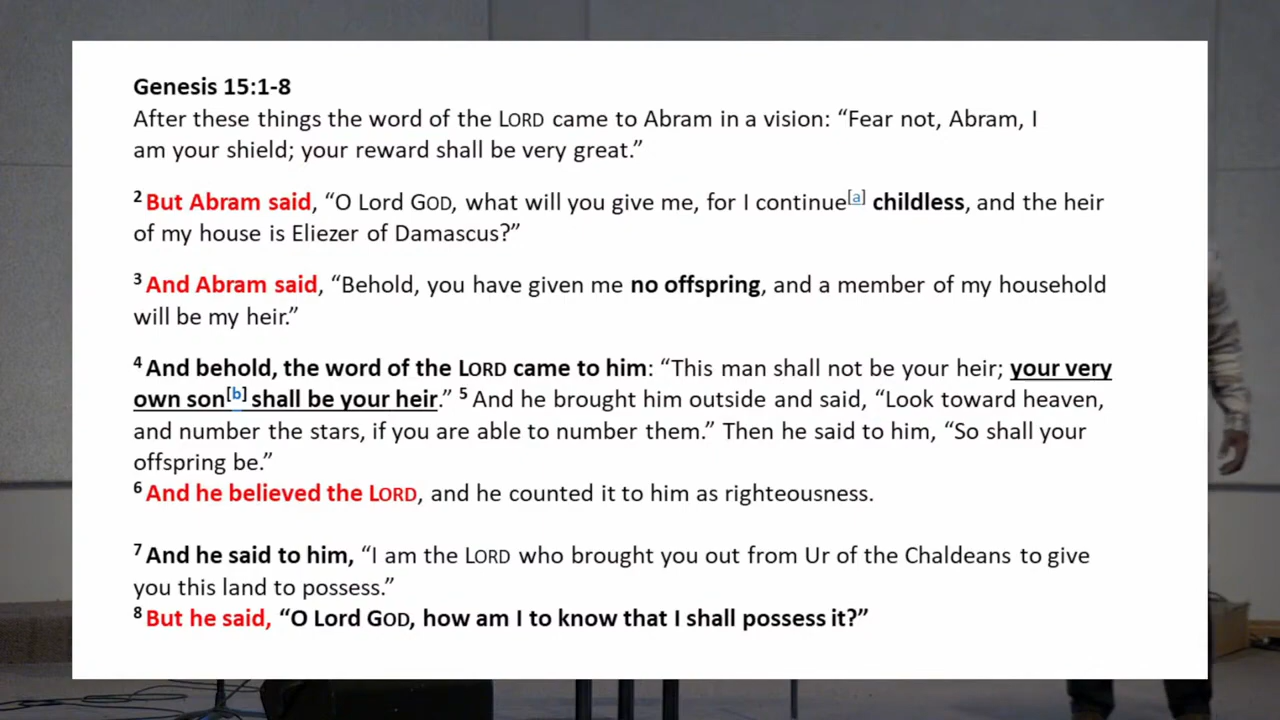 Genesis 15:1-8
After these things the word of the LORD came to Abram in a vision: “Fear not, Abram, I
am your shield; your reward shall be very great.”
2 But Abram said, “O Lord GOD, what will you give me, for I continue[a] childless, and the heir
of my house is Eliezer of Damascus?”
3 And Abram said, “Behold, you have given me no offspring, and a member of my household
will be my heir.”
4 And behold, the word of the LORD came to him: “This man shall not be your heir; your very
own son[b] shall be your heir.” 5 And he brought him outside and said, “Look toward heaven,
and number the stars, if you are able to number them.” Then he said to him, “So shall your
offspring be.”
6 And he believed the LORD, and he counted it to him as righteousness.
7 And he said to him, “I am the LORD who brought you out from Ur of the Chaldeans to give
you this land to possess.”
8 But he said, “O Lord GOD, how am I to know that I shall possess it?”